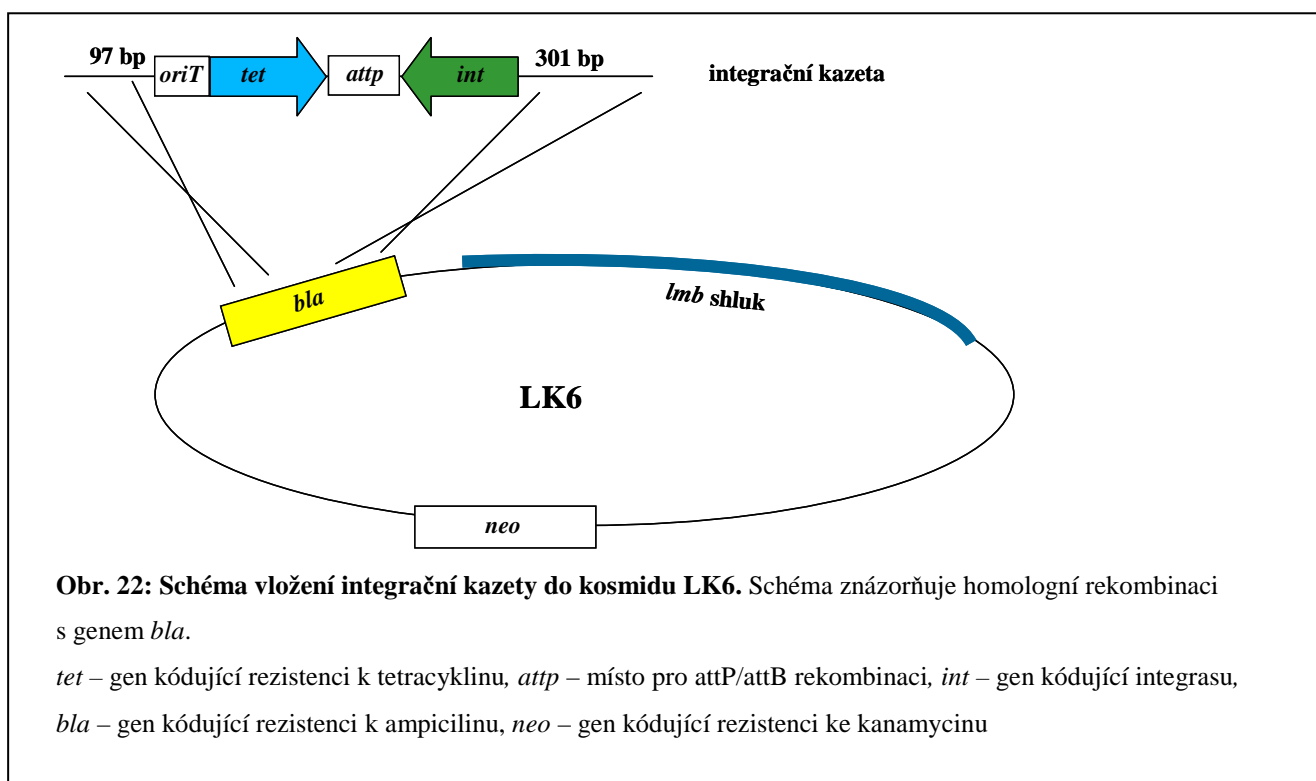 97 bp
oriT
tet
attp
int
301 bp
integrační kazeta
bla
lmb shluk
LK6
neo
Obr. 22: Schéma vložení integrační kazety do kosmidu LK6. Schéma znázorňuje homologní rekombinaci
s genem bla.
tet – gen kódující rezistenci k tetracyklinu, attp – místo pro attP/attB rekombinaci, int – gen kódující integrasu,
bla – gen kódující rezistenci k ampicilinu, neo – gen kódující rezistenci ke kanamycinu